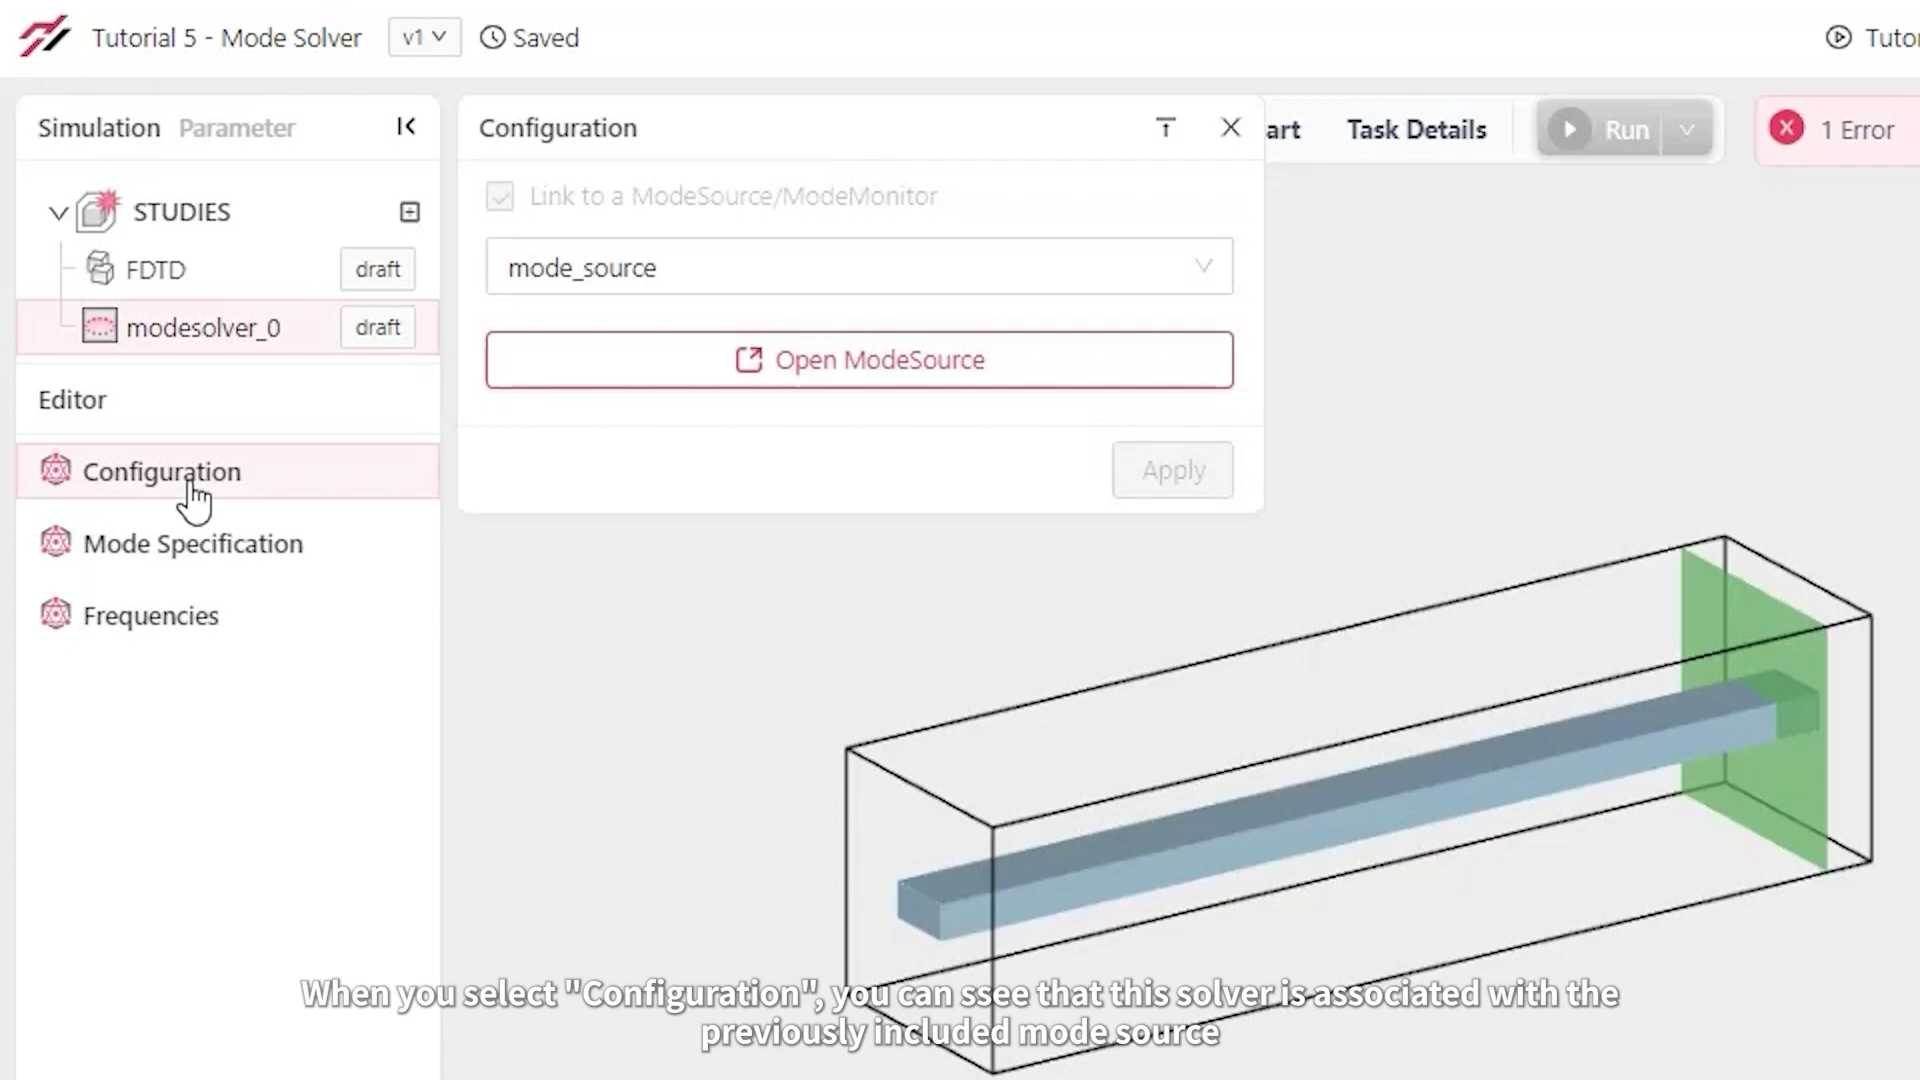 Tutorial 5 - Mode Solver v1 Saved Tutor
Simulation Parameter
STUDIES
FDTD draft
modesolver_0 draft
Editor
Configuration
Mode Specification
Frequencies
Configuration
Link to a ModeSource/ModeMonitor
mode_source
Open ModeSource
Apply
art Task Details Run 1 Error
When you select "Configuration", you can ssee that this solver is associated with the
previously included mode source